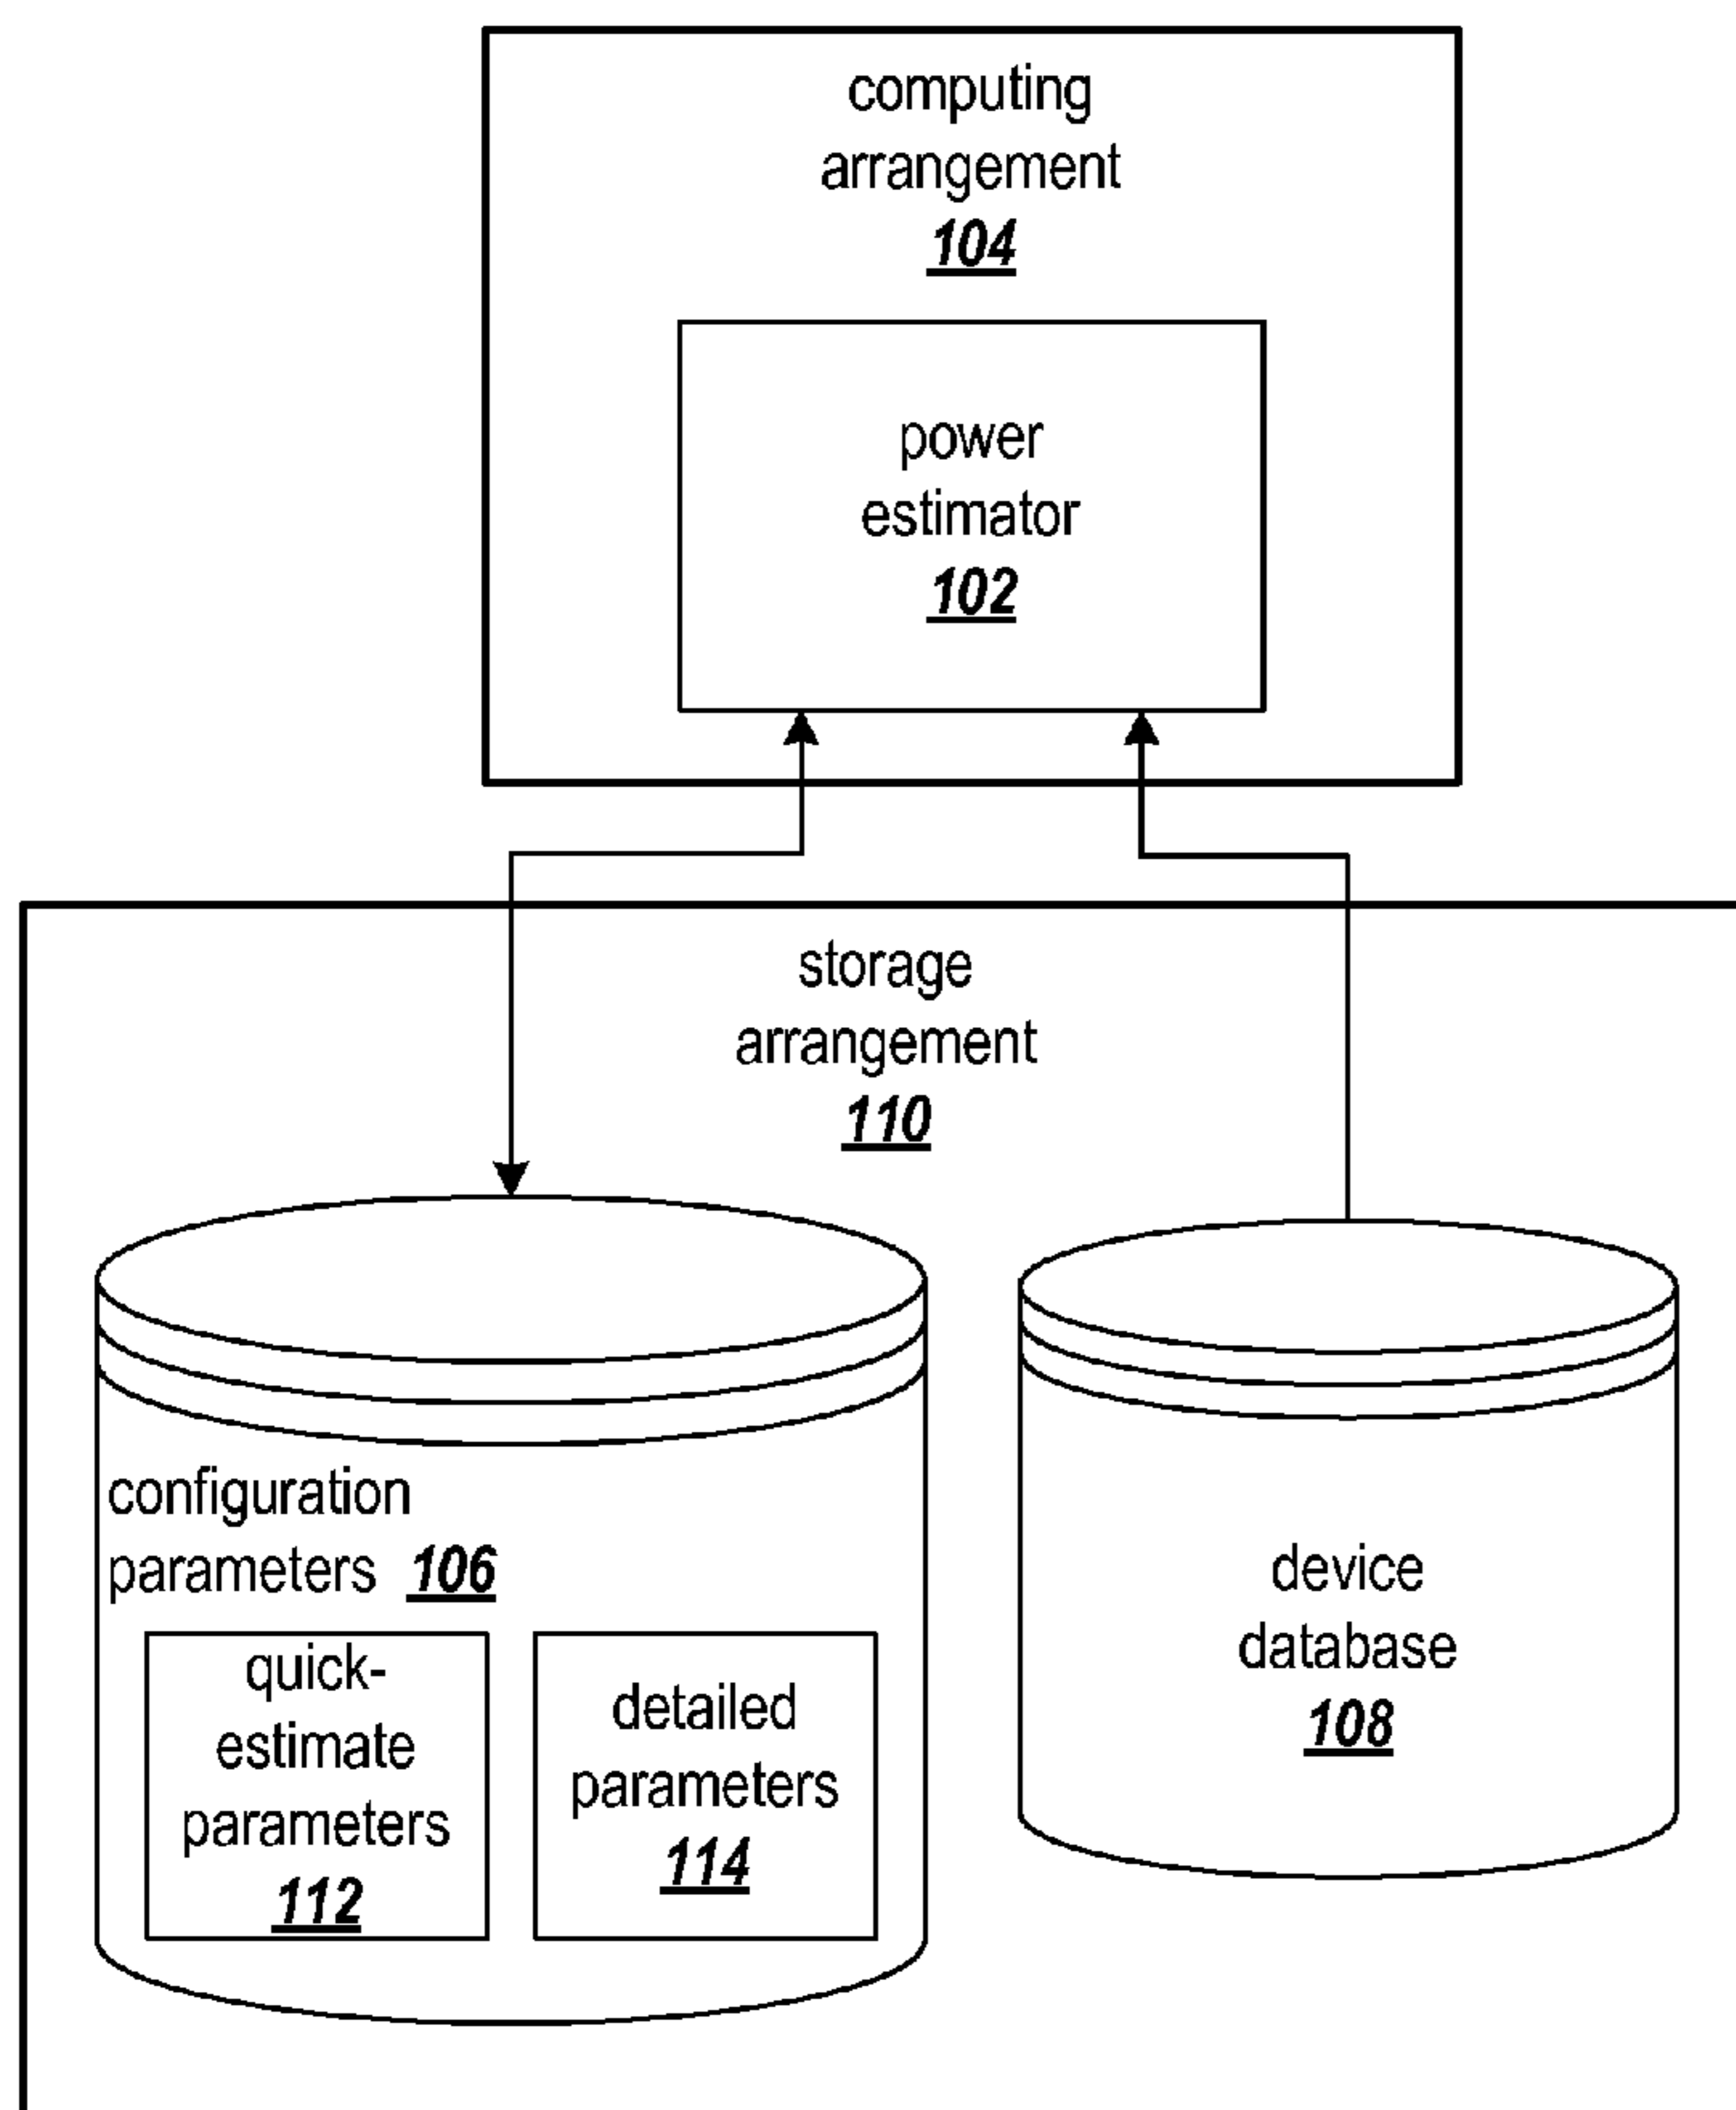 computing
arrangement
104
power
estimator
102
storage
arrangement
110
configuration
parameters 106
quick-
estimate
parameters
112
detailed
parameters
114
device
database
108